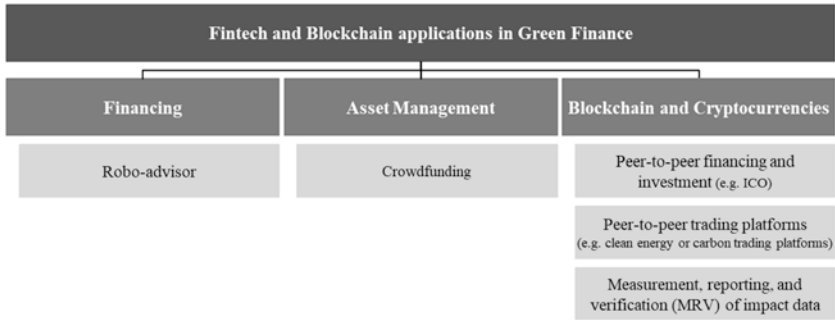 Fintech and Blockchain applications in Green Finance
Financing
Asset Management
Blockchain and Cryptocurrencies
Robo-advisor
Crowdfunding
Peer-to-peer financing and
investment (e.g. ICO)
Peer-to-peer trading platforms
(e.g. clean energy or carbon trading platforms)
Measurement, reporting, and
verification (MRV) of impact data